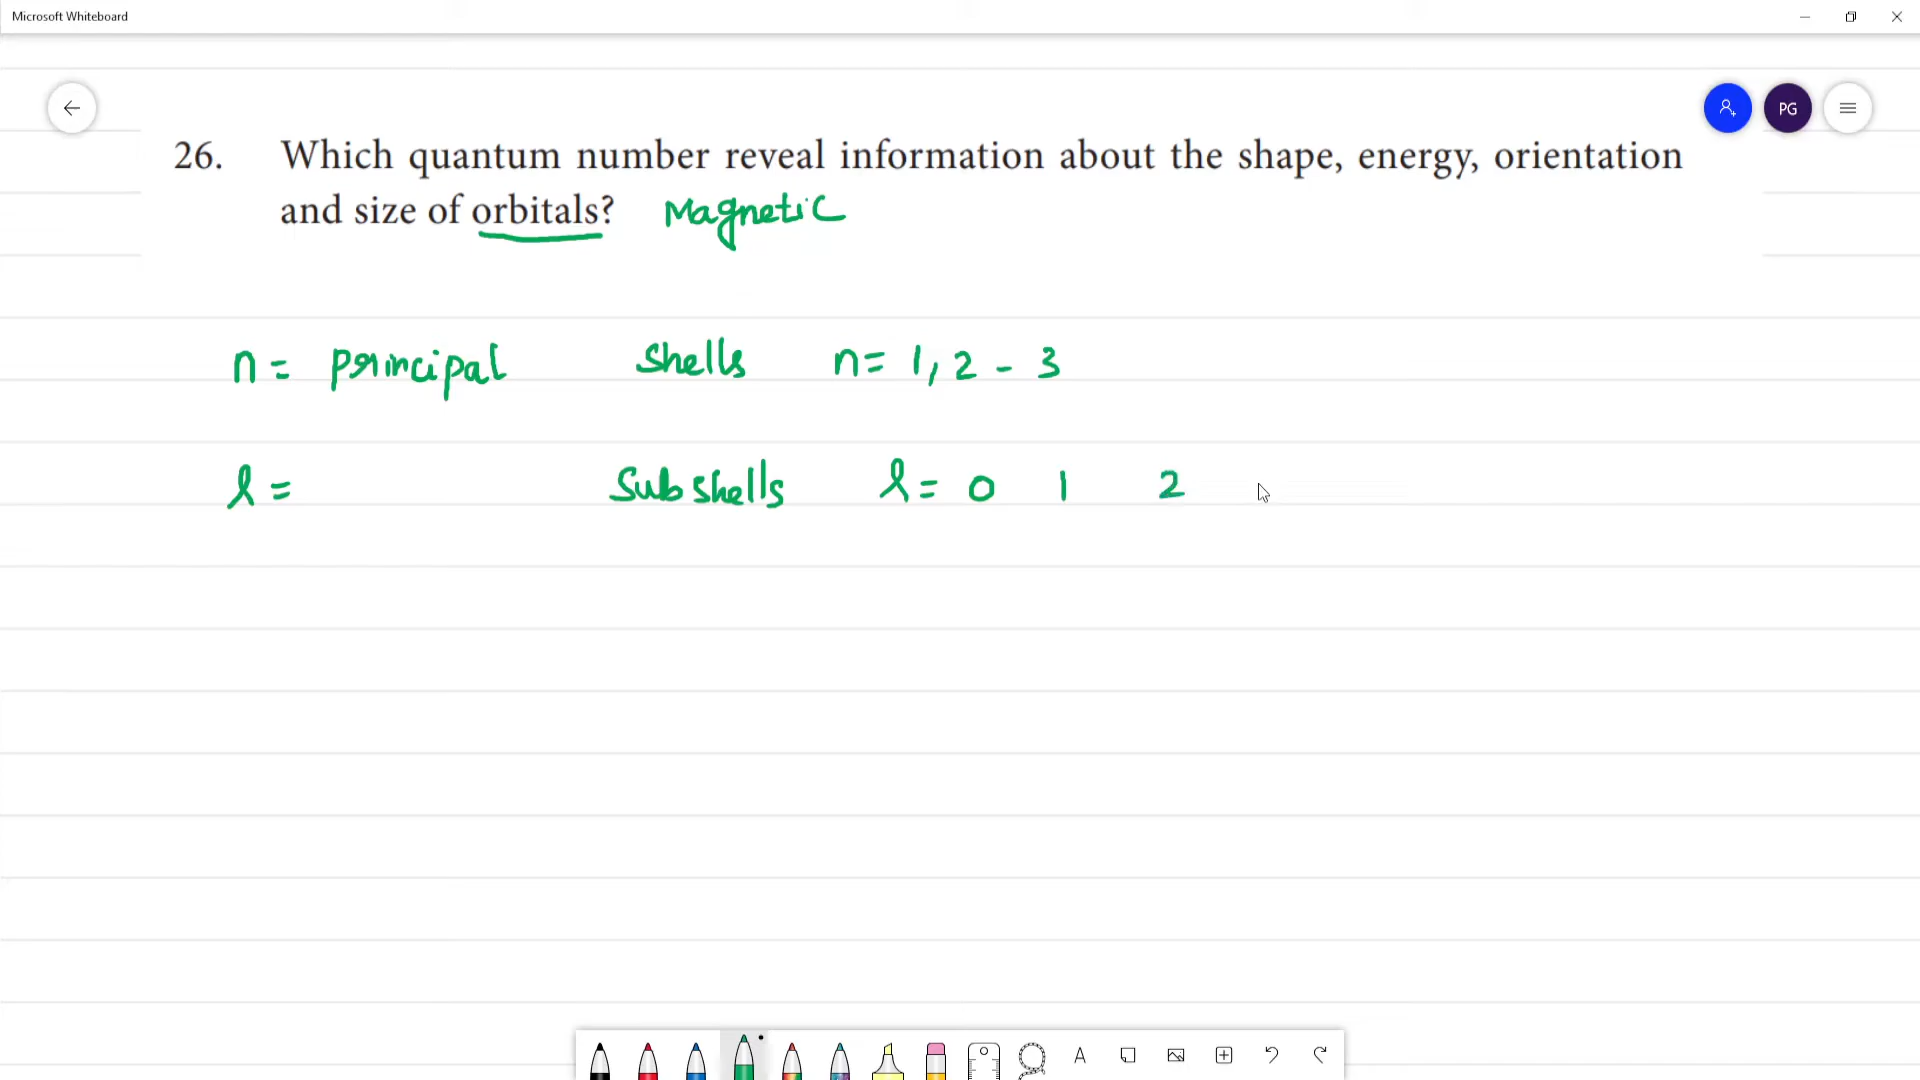 Microsoft Whiteboard
PG
26. Which quantum number reveal information about the shape, energy, orientation
and size of orbitals? Magnetic
n = principal Shells n = 1, 2 - 3
l = Subshells l = 0 1 2
A